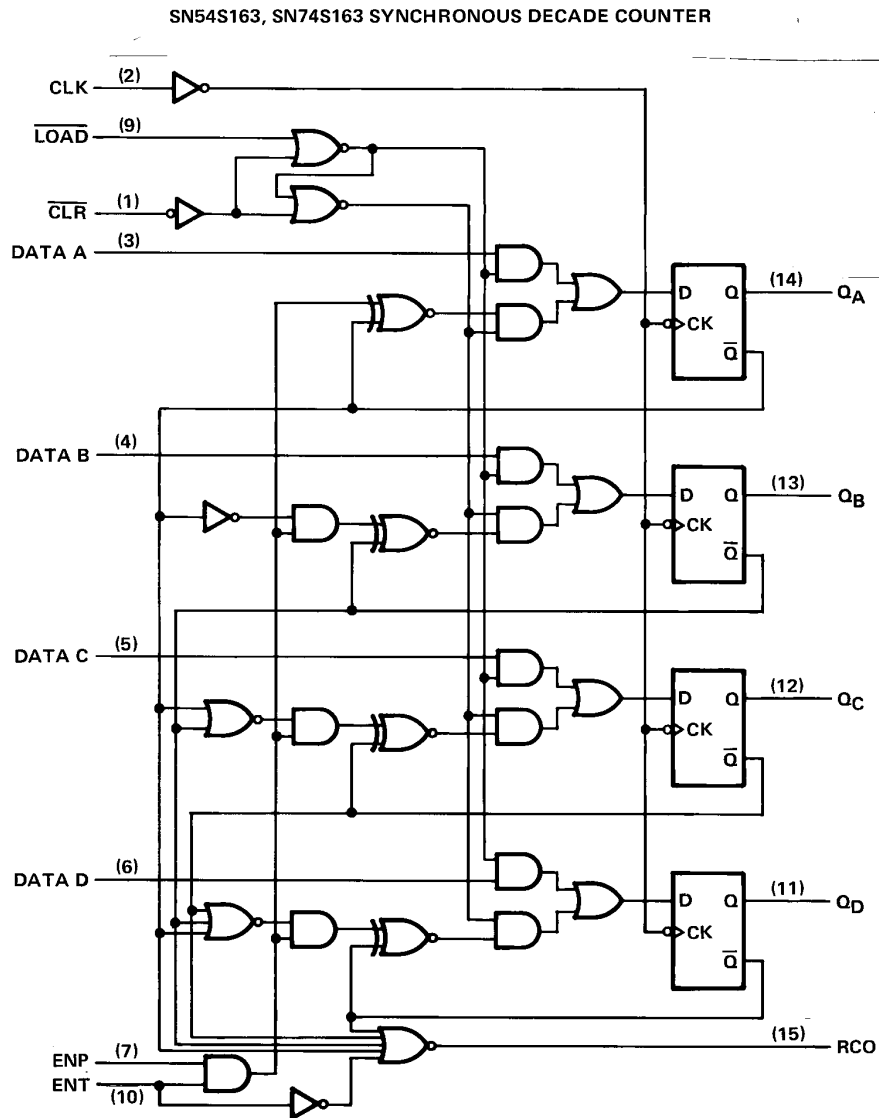 SN54S163, SN74S163 SYNCHRONOUS DECADE COUNTER
CLK (2)
LOAD (9)
CLR (1)
DATA A (3)
D Q (14) QA
CK
Q
DATA B (4)
D Q (13) QB
CK
Q
DATA C (5)
D Q (12) QC
CK
Q
DATA D (6)
D Q (11) QD
CK
Q
(15) RCO
ENP (7)
ENT (10)